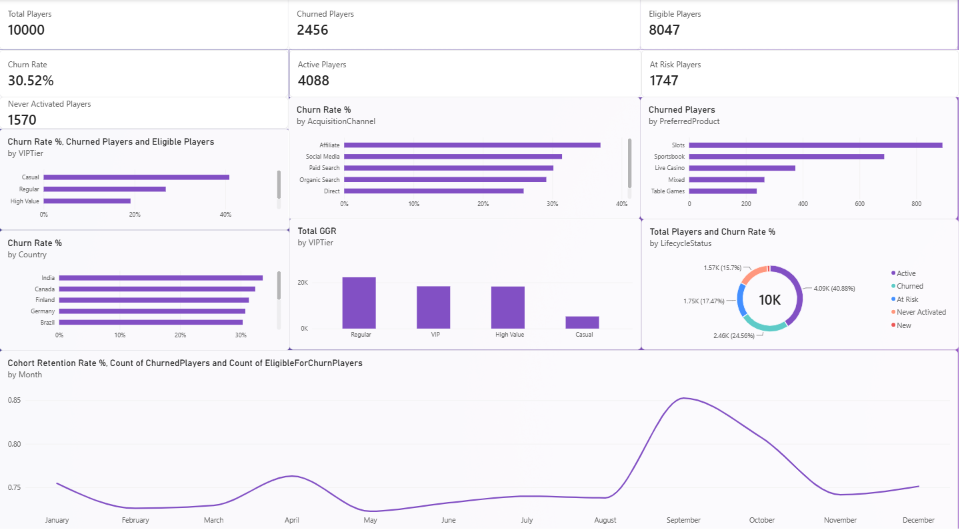 Total Players
10000
Churned Players
2456
Eligible Players
8047
Churn Rate
30.52%
Active Players
4088
At Risk Players
1747
Never Activated Players
1570
Churn Rate %, Churned Players and Eligible Players
by VIPTier
Casual
Regular
High Value
0% 20% 40%
Churn Rate %
by AcquisitionChannel
Affiliate
Social Media
Paid Search
Organic Search
Direct
0% 10% 20% 30% 40%
Churned Players
by PreferredProduct
Slots
Sportsbook
Live Casino
Mixed
Table Games
0 200 400 600 800
Churn Rate %
by Country
India
Canada
Finland
Germany
Brazil
0% 10% 20% 30%
Total GGR
by VIPTier
20K
0K
Regular VIP High Value Casual
Total Players and Churn Rate %
by LifecycleStatus
1.57K (15.7%)
4.09K (40.88%)
1.75K (17.47%)
10K
2.46K (24.56%)
Active
Churned
At Risk
Never Activated
New
Cohort Retention Rate %, Count of ChurnedPlayers and Count of EligibleForChurnPlayers
by Month
0.85
0.80
0.75
January February March April May June July August September October November December